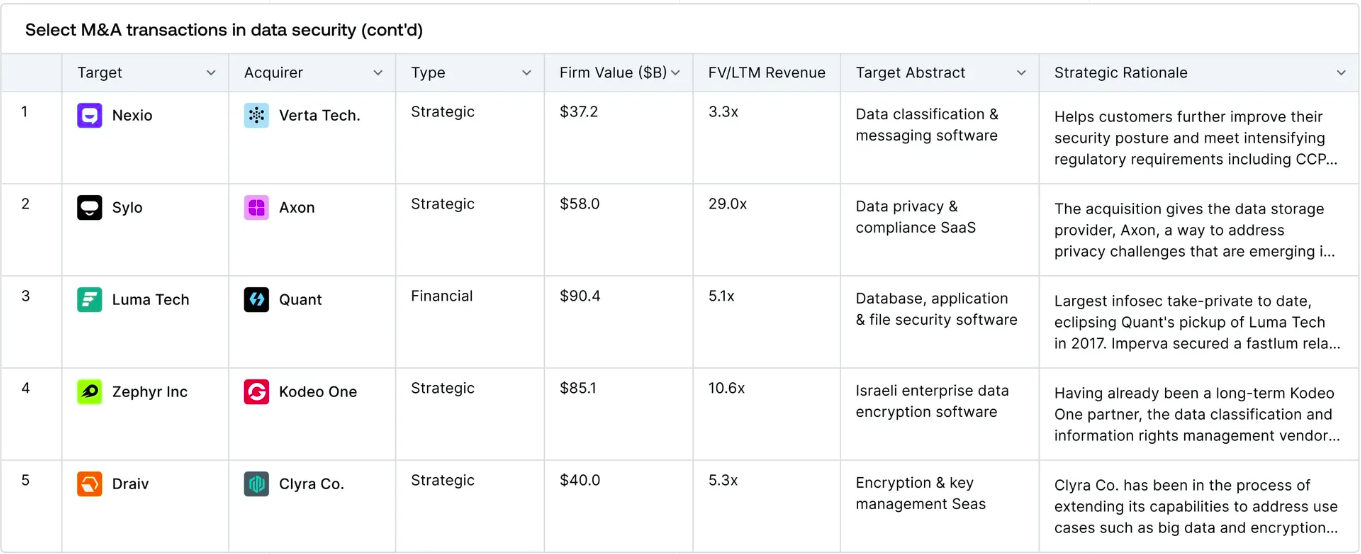 Select M&A transactions in data security (cont'd)
Target Acquirer Type Firm Value ($B) FV/LTM Revenue Target Abstract Strategic Rationale
1 Nexio Verta Tech. Strategic $37.2 3.3x
Data classification &
messaging software
Helps customers further improve their
security posture and meet intensifying
regulatory requirements including CCP...
2 Sylo Axon Strategic $58.0 29.0x
Data privacy &
compliance SaaS
The acquisition gives the data storage
provider, Axon, a way to address
privacy challenges that are emerging i...
3 Luma Tech Quant Financial $90.4 5.1x
Database, application
& file security software
Largest infosec take-private to date,
eclipsing Quant's pickup of Luma Tech
in 2017. Imperva secured a fastlum rela...
4 Zephyr Inc Kodeo One Strategic $85.1 10.6x
Israeli enterprise data
encryption software
Having already been a long-term Kodeo
One partner, the data classification and
information rights management vendor...
5 Draiv Clyra Co. Strategic $40.0 5.3x
Encryption & key
management Seas
Clyra Co. has been in the process of
extending its capabilities to address use
cases such as big data and encryption...